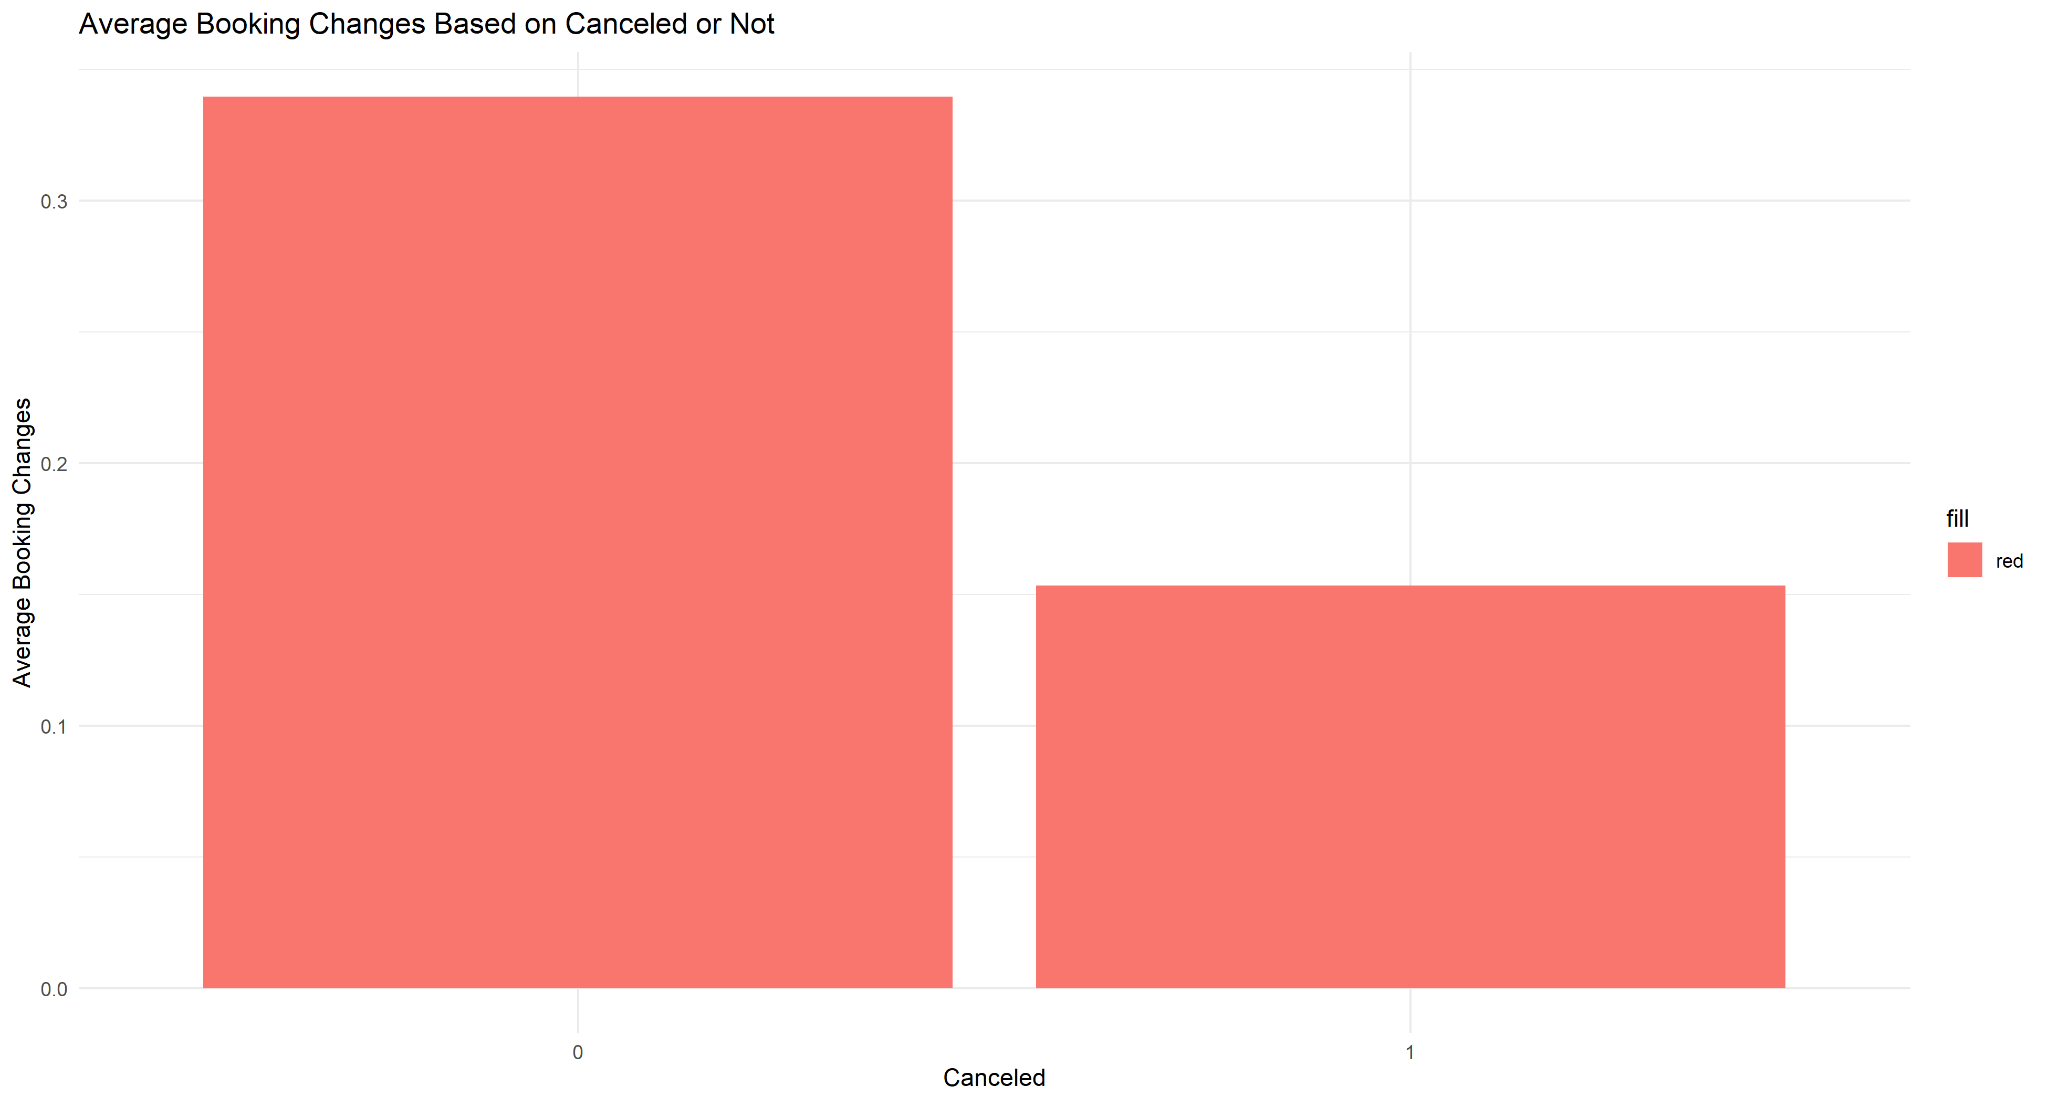 Average Booking Changes Based on Canceled or Not
Average Booking Changes
0.3
0.2
0.1
0.0
0
1
Canceled
fill
red